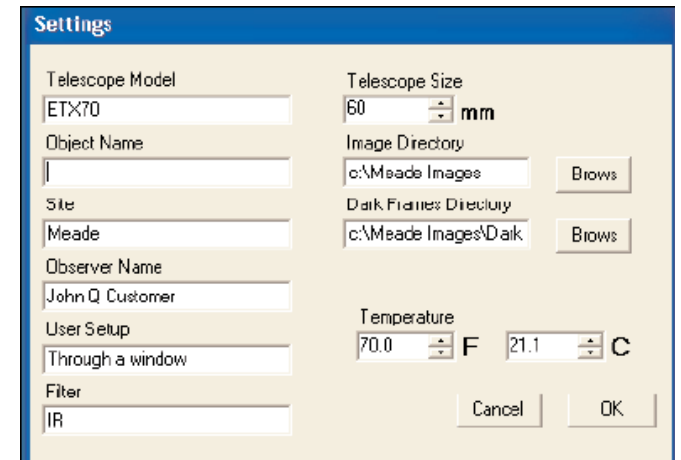 Settings
Telescope Model
ETX70
Object Name
Site
Meade
Observer Name
John Q Customer
User Setup
Through a window
Filter
IR
Telescope Size
60 mm
Image Directory
c:\Meade Images Brows
Dark Frames Directory
c:\Meade Images\Dark Brows
Temperature
70.0 F 21.1 C
Cancel OK